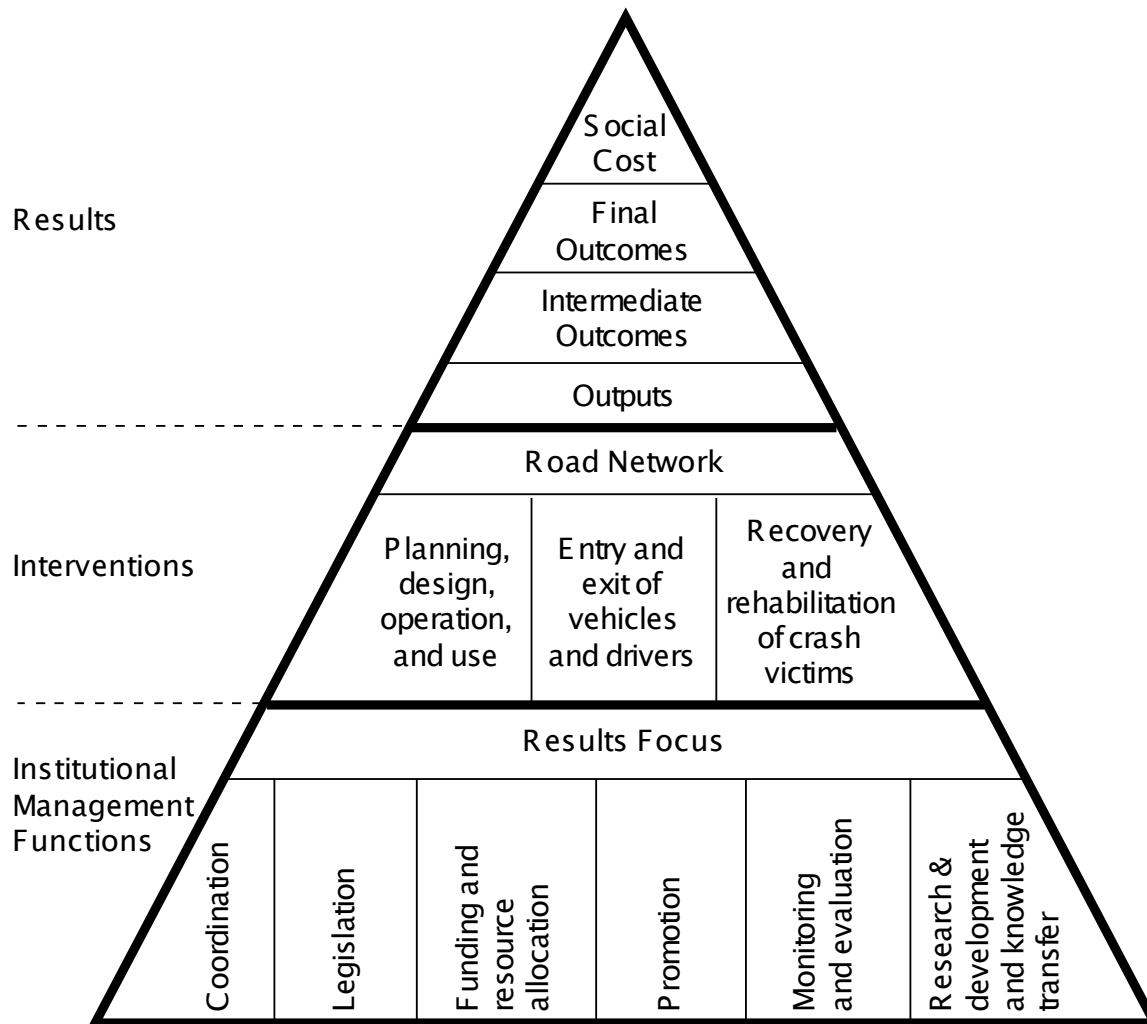 Social
Cost
Results
Final
Outcomes
Intermediate
Outcomes
Outputs
Road Network
Interventions
Planning,
design,
operation,
and use
Entry and
exit of
vehicles
and drivers
Recovery
and
rehabilitation
of crash
victims
Results Focus
Institutional
Management
Functions
Coordination
Legislation
Funding and
resource
allocation
Promotion
Monitoring
and evaluation
Research &
development
and knowledge
transfer